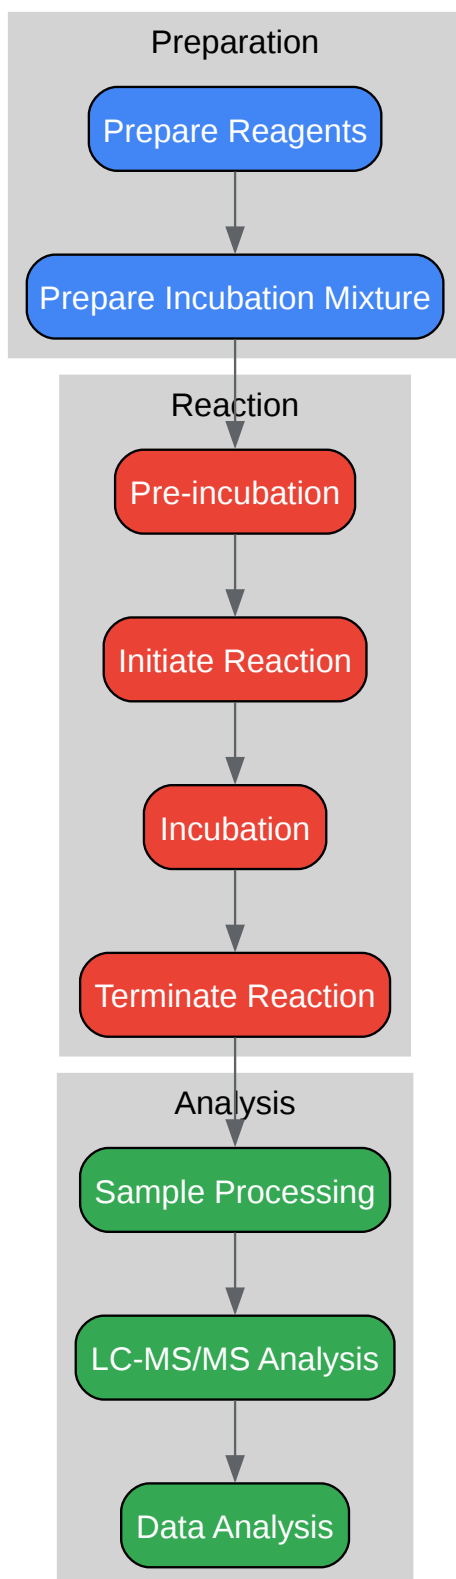 Preparation
Prepare Reagents
Prepare Incubation Mixture
Reaction
Pre-incubation
Initiate Reaction
Incubation
Terminate Reaction
Analysis
Sample Processing
LC-MS/MS Analysis
Data Analysis